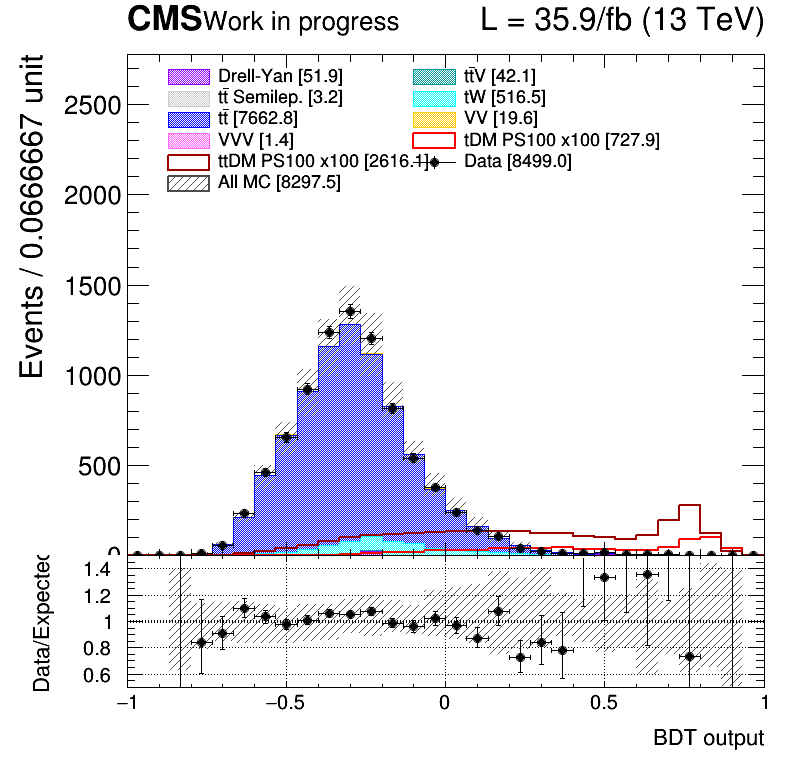 CMS Work in progress L = 35.9/fb (13 TeV)
Events / 0.0666667 unit
Drell-Yan [51.9] tt̄V [42.1]
tt̄ Semilep. [3.2] tW [516.5]
tt̄ [7662.8] VV [19.6]
VVV [1.4] tDM PS100 x100 [727.9]
ttDM PS100 x100 [2616.1] Data [8499.0]
All MC [8297.5]
2500
2000
1500
1000
500
0
Data/Expected
1.4
1.2
1
0.8
0.6
−1 −0.5 0 0.5 1
BDT output